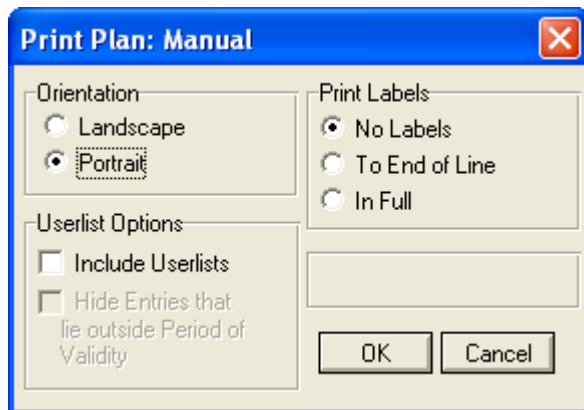 Print Plan: Manual
Orientation
Landscape
Portrait
Print Labels
No Labels
To End of Line
In Full
Userlist Options
Include Userlists
Hide Entries that
lie outside Period of
Validity
OK
Cancel